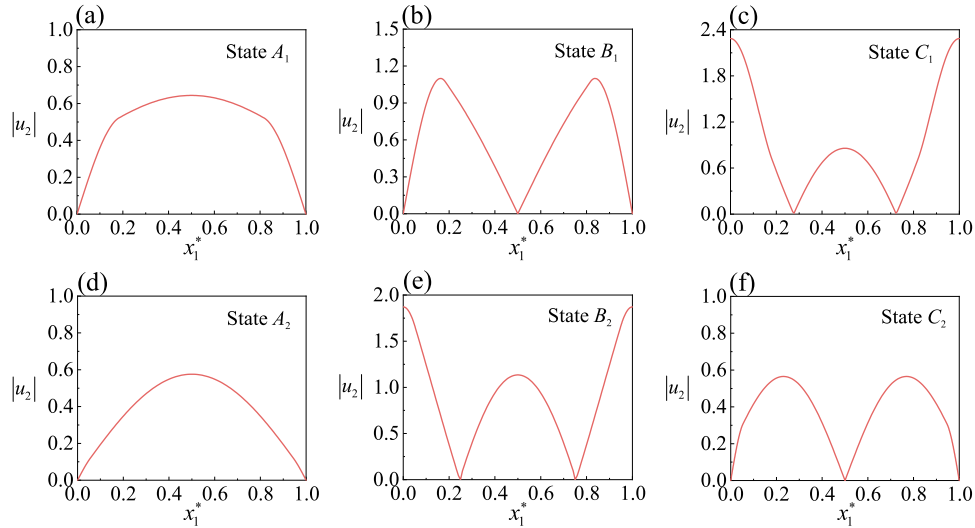 (a)
State A₁
|u₂|
1.0
0.8
0.6
0.4
0.2
0.0
0.0 0.2 0.4 0.6 0.8 1.0
x₁*
(b)
State B₁
|u₂|
1.5
1.2
0.9
0.6
0.3
0.0
0.0 0.2 0.4 0.6 0.8 1.0
x₁*
(c)
State C₁
|u₂|
2.4
1.8
1.2
0.6
0.0
0.0 0.2 0.4 0.6 0.8 1.0
x₁*
(d)
State A₂
|u₂|
1.0
0.8
0.6
0.4
0.2
0.0
0.0 0.2 0.4 0.6 0.8 1.0
x₁*
(e)
State B₂
|u₂|
2.0
1.5
1.0
0.5
0.0
0.0 0.2 0.4 0.6 0.8 1.0
x₁*
(f)
State C₂
|u₂|
1.0
0.8
0.6
0.4
0.2
0.0
0.0 0.2 0.4 0.6 0.8 1.0
x₁*